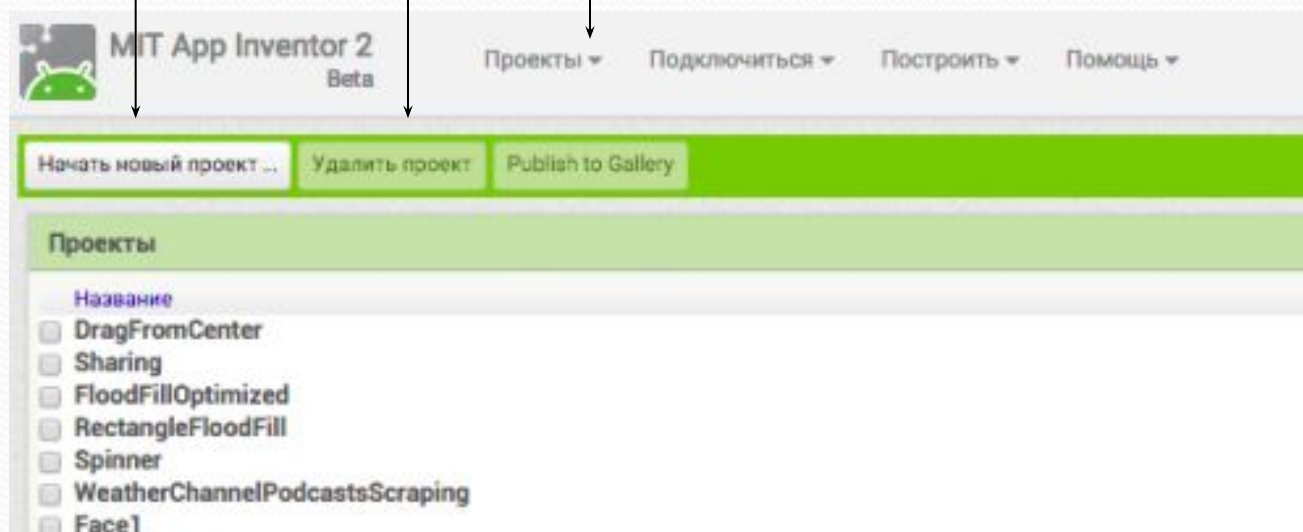 MIT App Inventor 2
Beta
Проекты Подключиться Построить Помощь
Начать новый проект ... Удалить проект Publish to Gallery
Проекты
Название
DragFromCenter
Sharing
FloodFillOptimized
RectangleFloodFill
Spinner
WeatherChannelPodcastsScraping
Face1